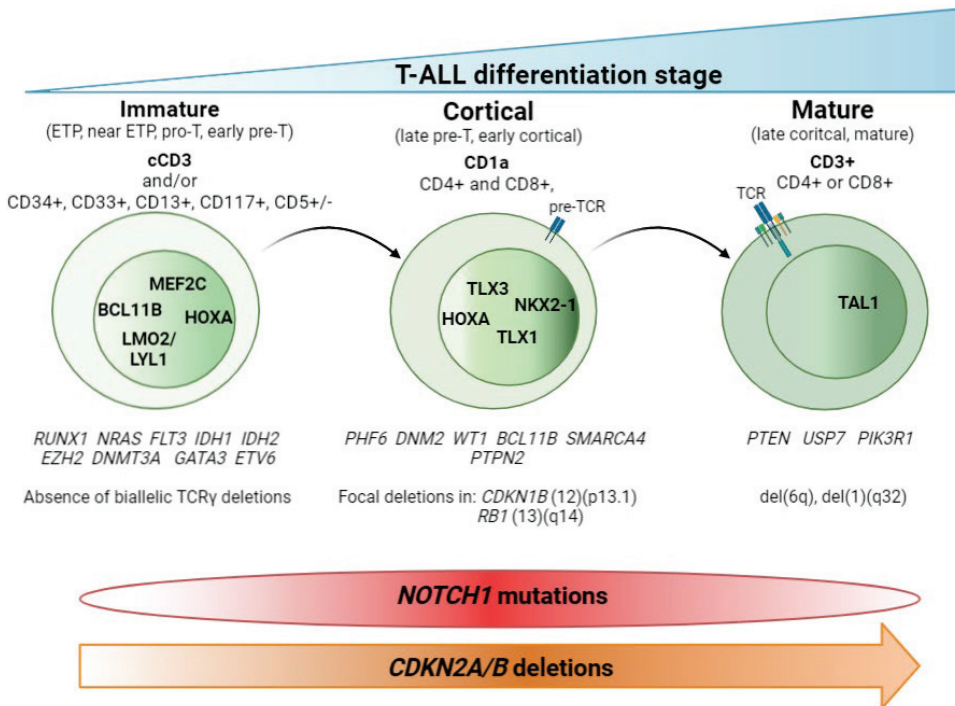 T-ALL differentiation stage
Immature
(ETP, near ETP, pro-T, early pre-T)
cCD3
and/or
CD34+, CD33+, CD13+, CD117+, CD5+/-
MEF2C
BCL11B
HOXA
LMO2/
LYL1
RUNX1 NRAS FLT3 IDH1 IDH2
EZH2 DNMT3A GATA3 ETV6
Absence of biallelic TCRγ deletions
Cortical
(late pre-T, early cortical)
CD1a
CD4+ and CD8+,
pre-TCR
TLX3
NKX2-1
HOXA
TLX1
PHF6 DNM2 WT1 BCL11B SMARCA4
PTPN2
Focal deletions in: CDKN1B (12)(p13.1)
RB1 (13)(q14)
Mature
(late coritcal, mature)
CD3+
CD4+ or CD8+
TCR
TAL1
PTEN USP7 PIK3R1
del(6q), del(1)(q32)
NOTCH1 mutations
CDKN2A/B deletions